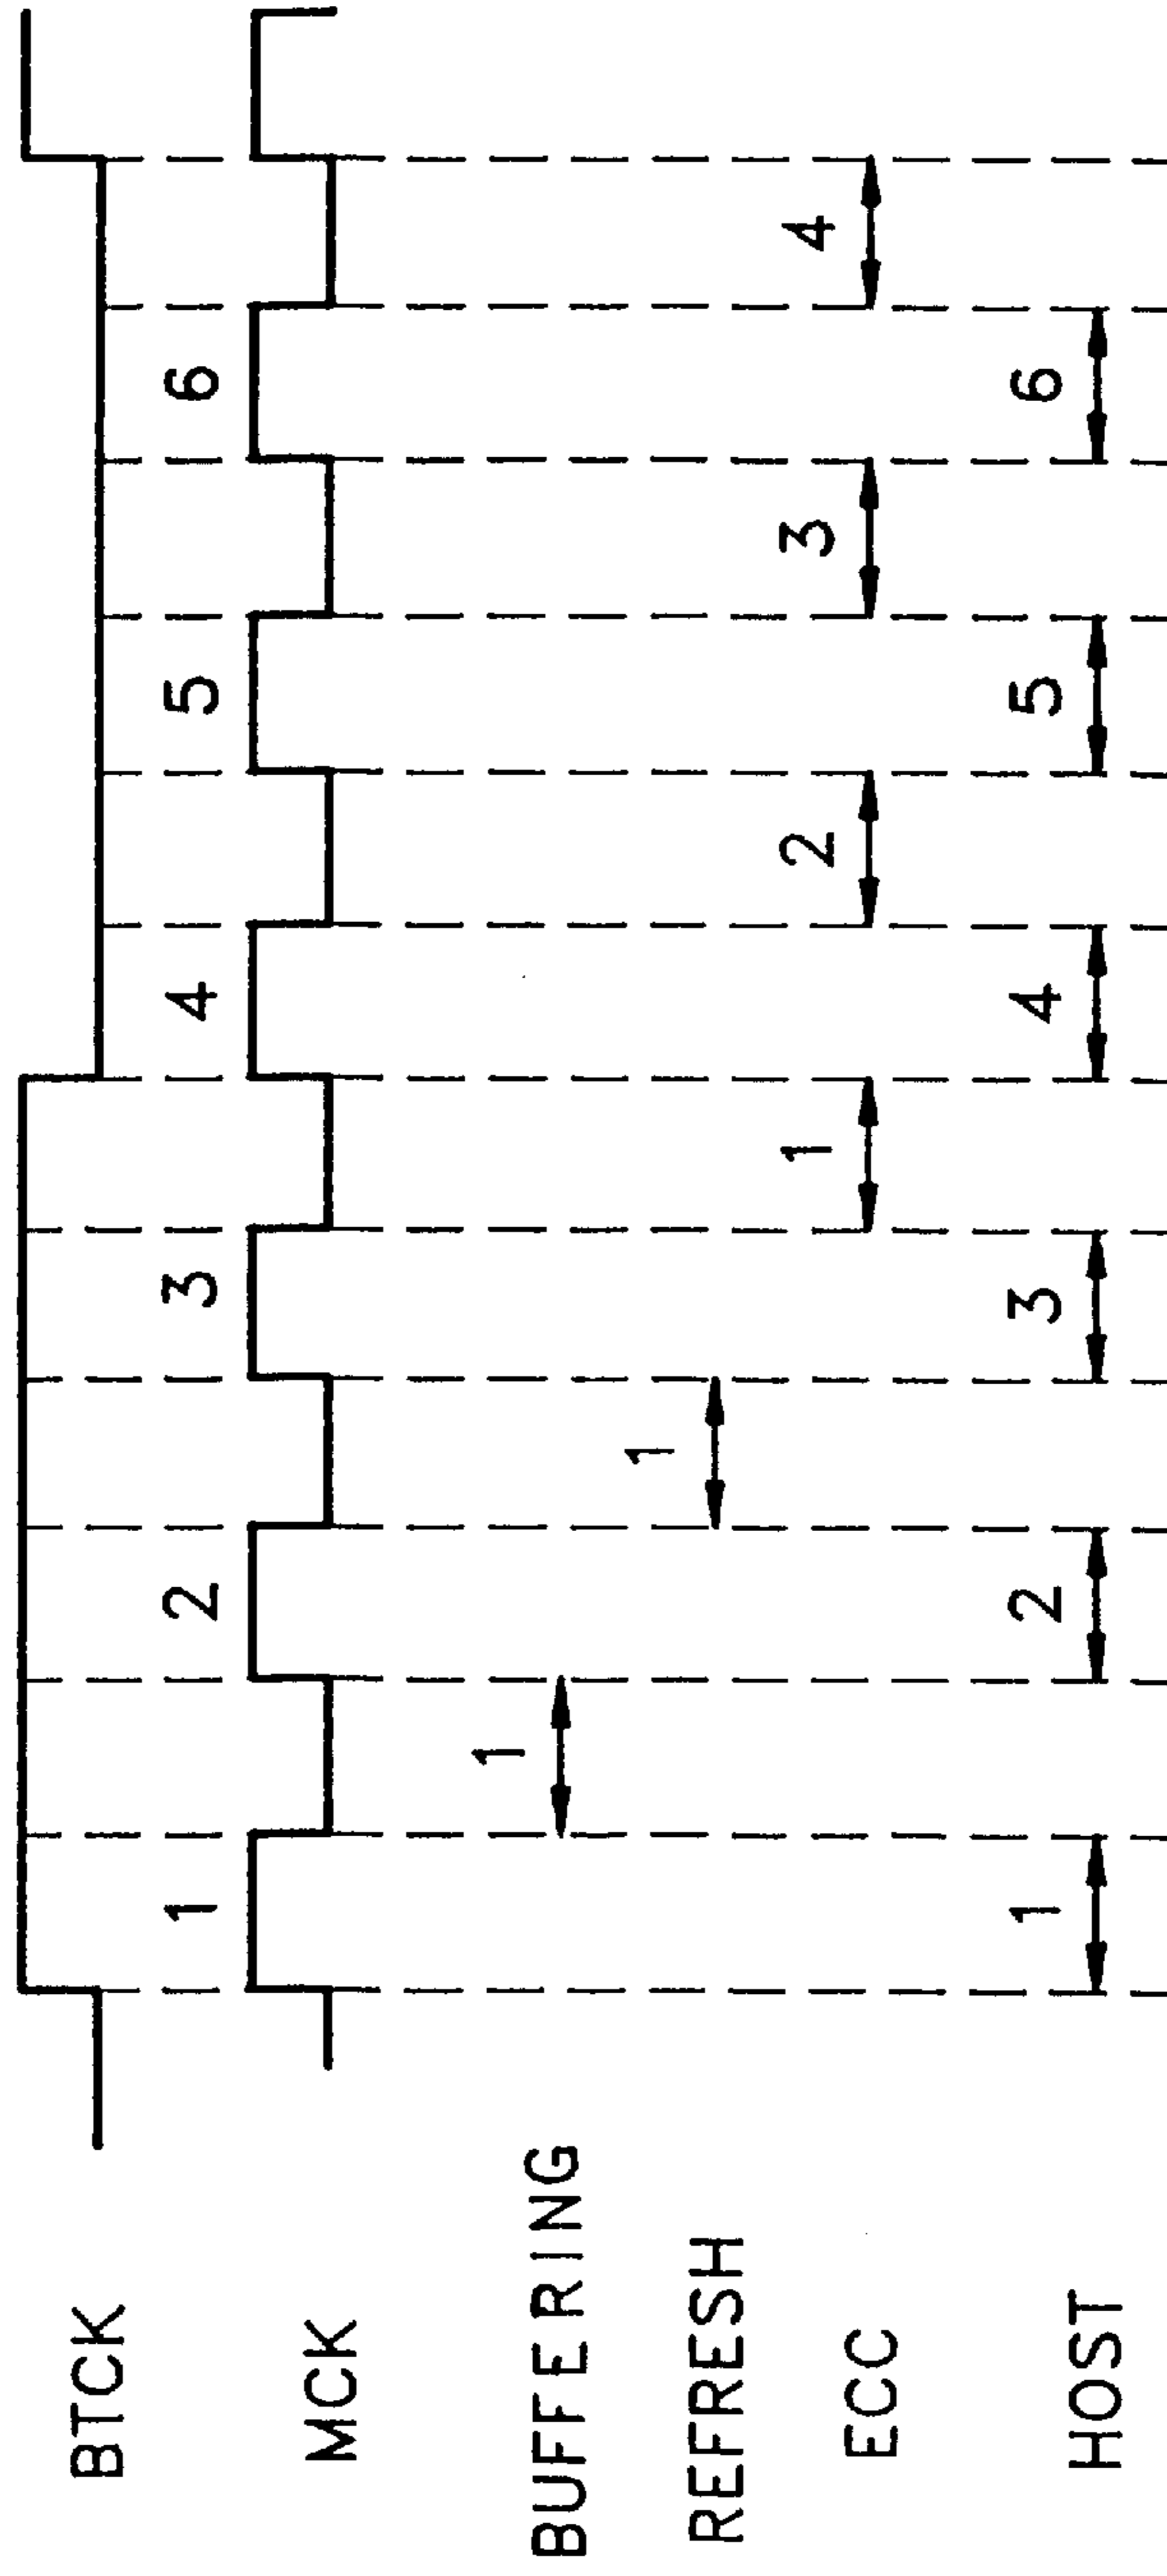 BTCK
1 2 3 4 5 6
MCK
BUFFERING 1
REFRESH 1
ECC 1 2 3 4
HOST 1 2 3 4 5 6